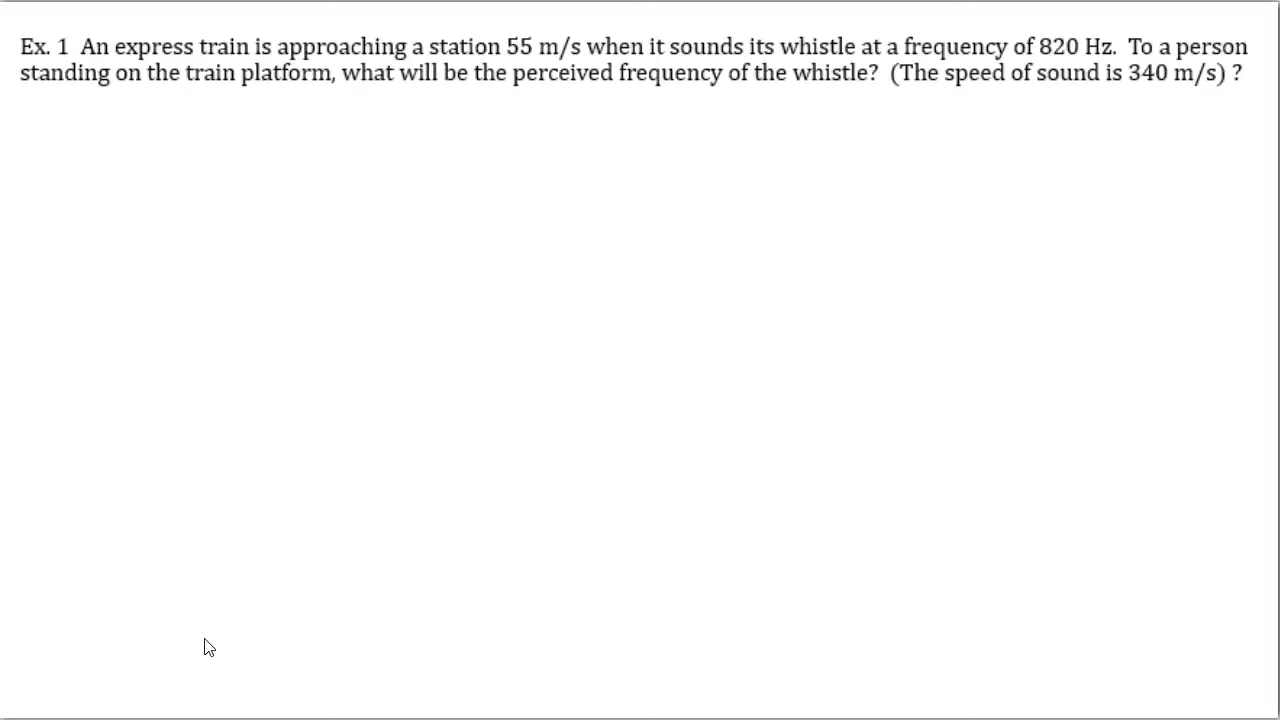 Ex. 1  An express train is approaching a station 55 m/s when it sounds its whistle at a frequency of 820 Hz.  To a person
standing on the train platform, what will be the perceived frequency of the whistle?  (The speed of sound is 340 m/s) ?